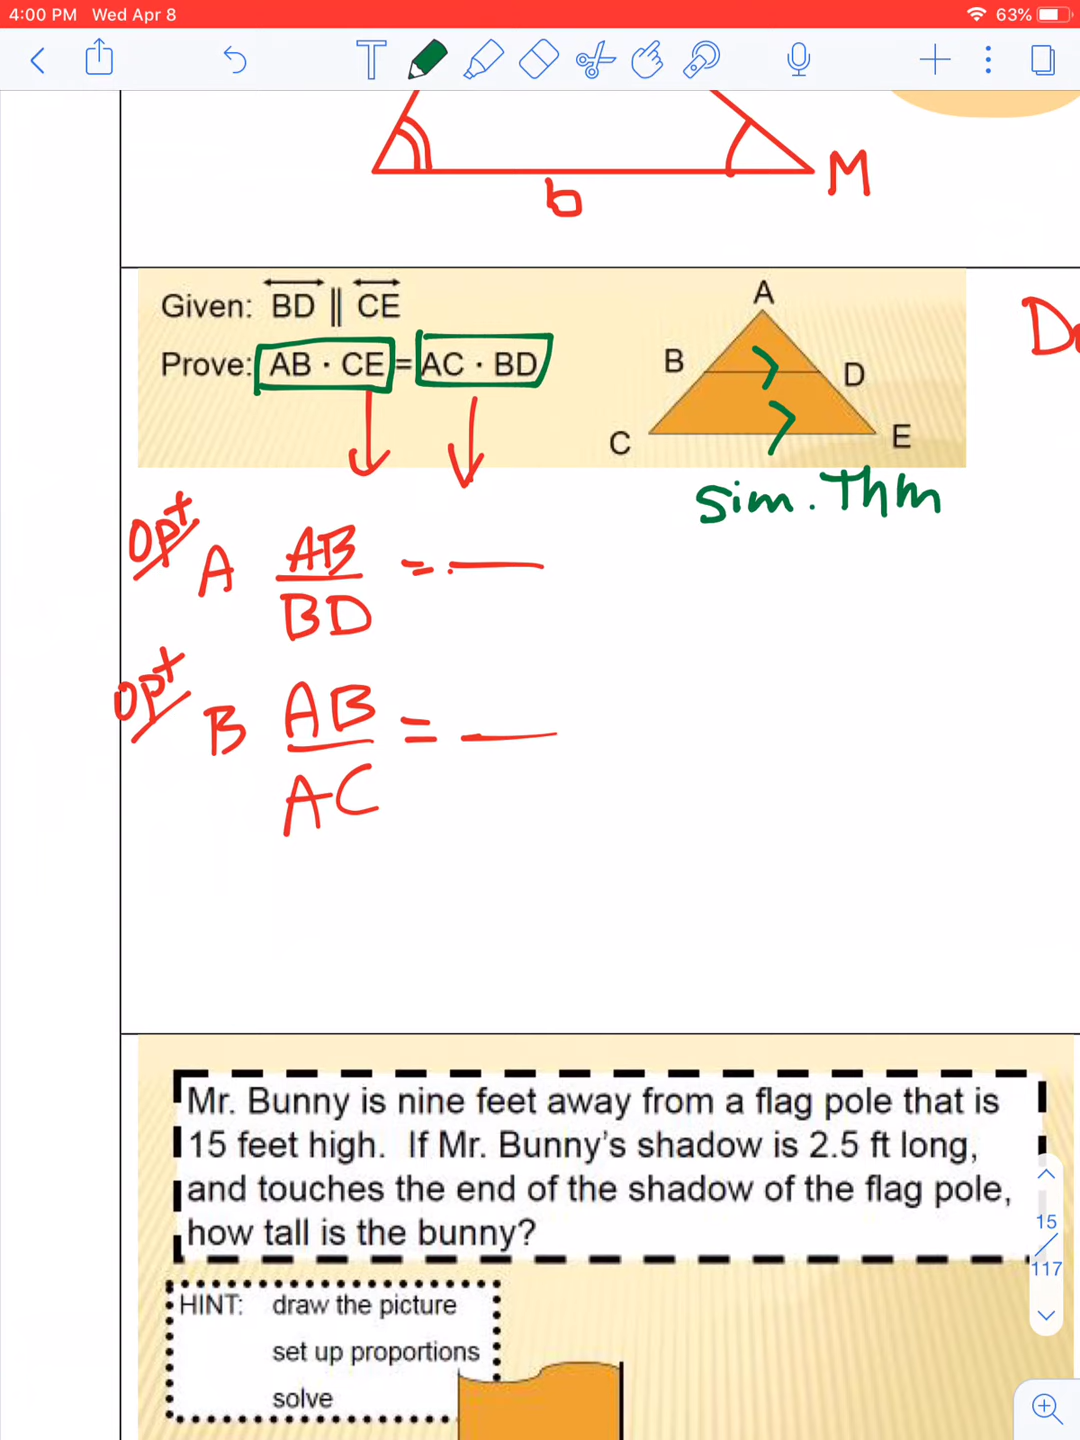 4:00 PM Wed Apr 8
63%
T
M
b
Given: BD || CE
Prove: AB · CE = AC · BD
A
B
D
C
E
Sim. Thm
Opt
A AB/BD =
Opt
B AB/AC =
Mr. Bunny is nine feet away from a flag pole that is
15 feet high. If Mr. Bunny's shadow is 2.5 ft long,
and touches the end of the shadow of the flag pole,
how tall is the bunny?
15
117
HINT: draw the picture
set up proportions
solve